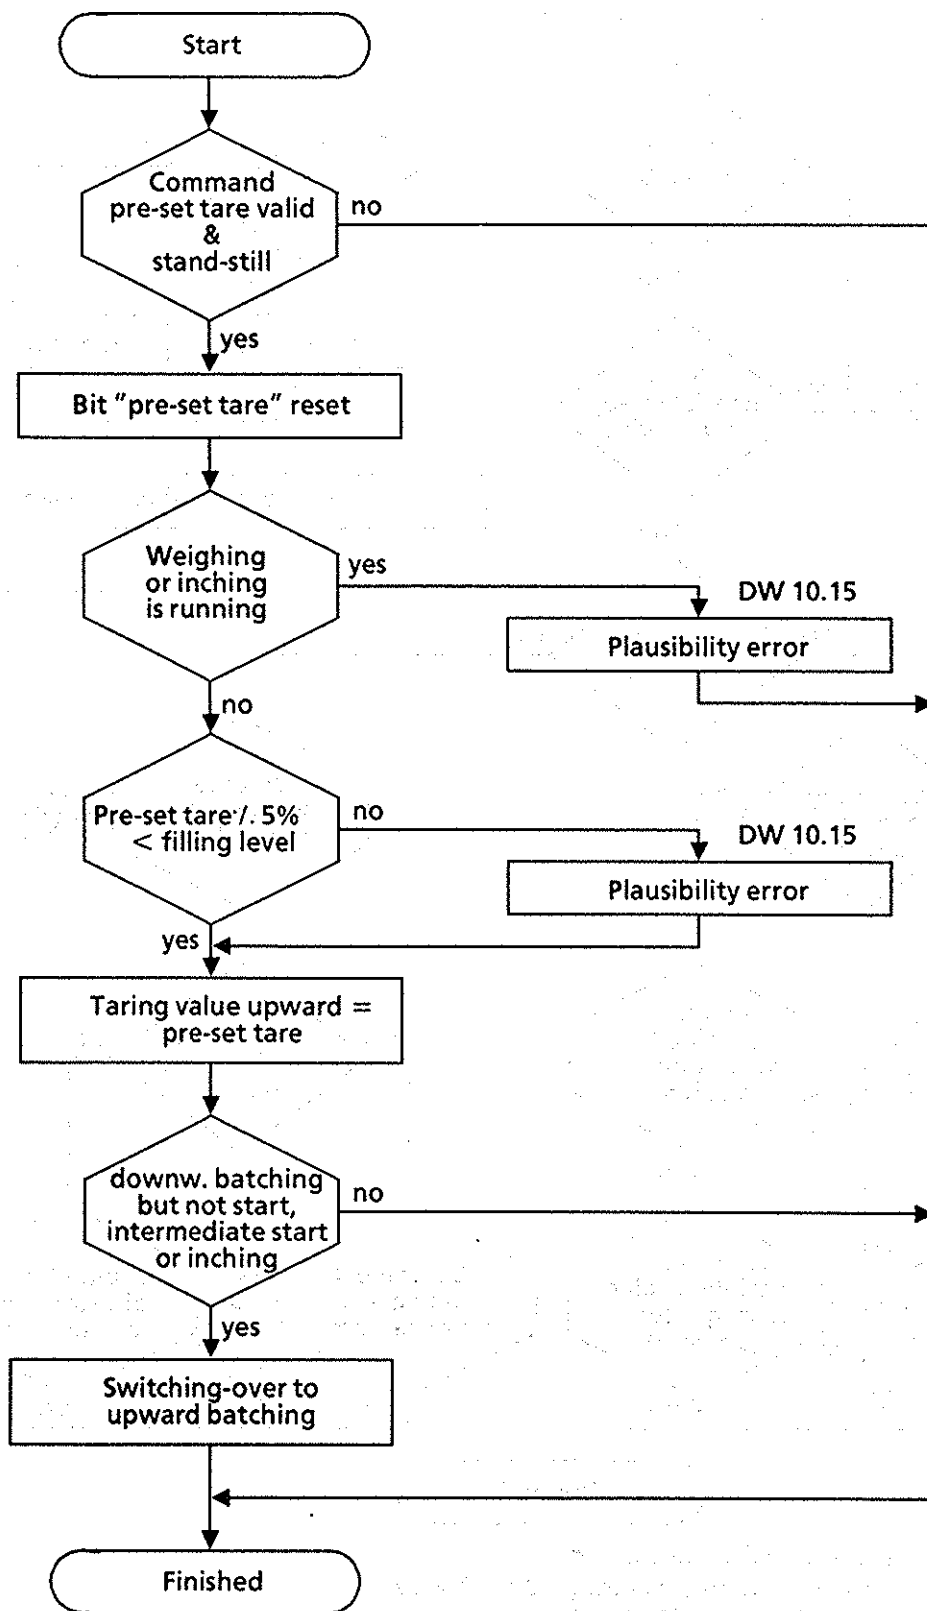 Start
Command
pre-set tare valid
&
stand-still
no
yes
Bit "pre-set tare" reset
Weighing
or inching
is running
yes
DW 10.15
Plausibility error
no
Pre-set tare ./. 5%
< filling level
no
DW 10.15
Plausibility error
yes
Taring value upward =
pre-set tare
downw. batching
but not start,
intermediate start
or inching
no
yes
Switching-over to
upward batching
Finished